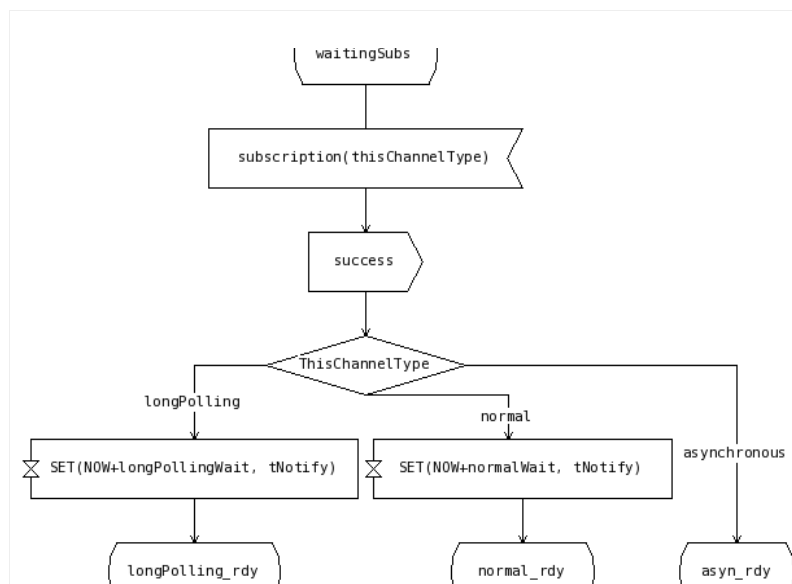 waitingSubs
subscription(thisChannelType)
success
ThisChannelType
longPolling
normal
asynchronous
SET(NOW+longPollingWait, tNotify)
SET(NOW+normalWait, tNotify)
longPolling_rdy
normal_rdy
asyn_rdy